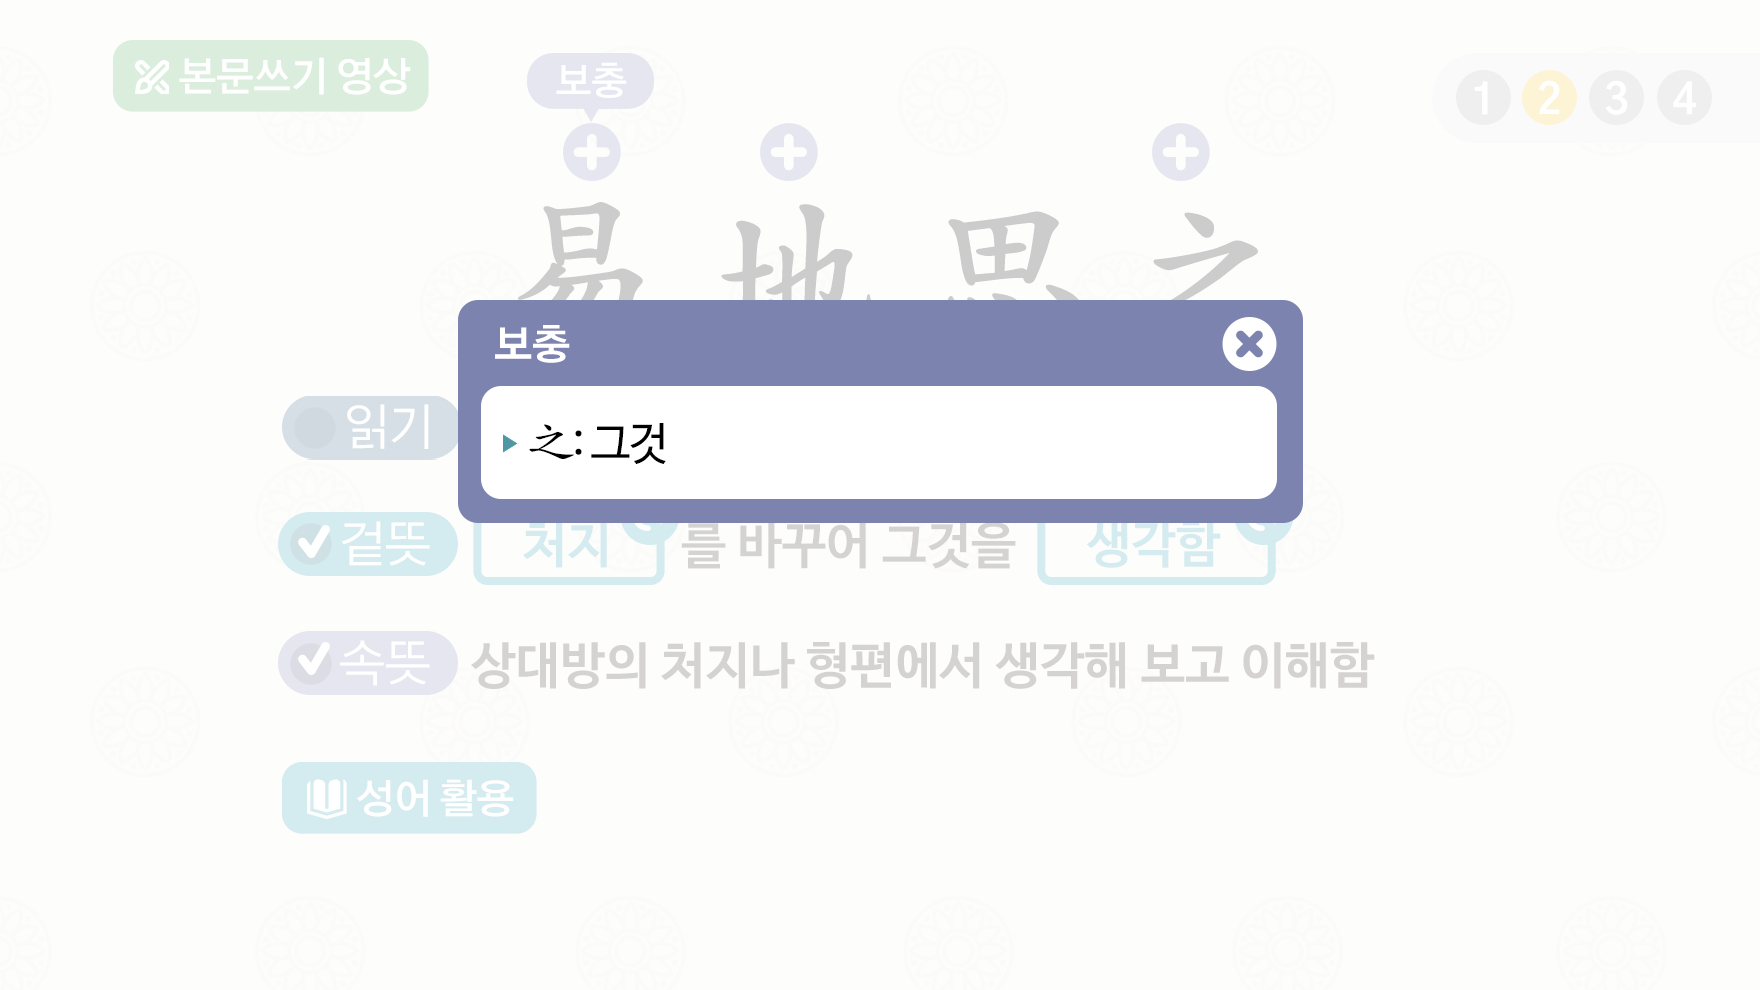 본문쓰기 영상
보충
1 2 3 4
易地思之
보충
之: 그것
읽기
겉뜻 처지를 바꾸어 그것을 생각함
속뜻 상대방의 처지나 형편에서 생각해 보고 이해함
성어 활용